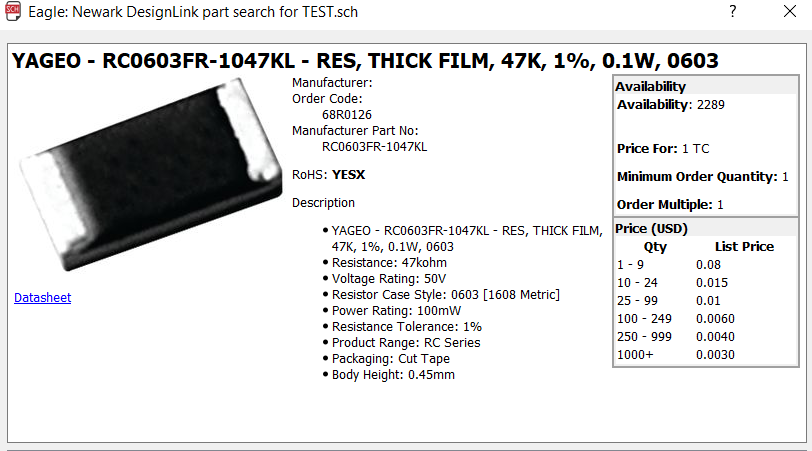 Eagle: Newark DesignLink part search for TEST.sch
YAGEO - RC0603FR-1047KL - RES, THICK FILM, 47K, 1%, 0.1W, 0603
Manufacturer:
Order Code:
68R0126
Manufacturer Part No:
RC0603FR-1047KL
RoHS: YESX
Description
• YAGEO - RC0603FR-1047KL - RES, THICK FILM,
47K, 1%, 0.1W, 0603
• Resistance: 47kohm
• Voltage Rating: 50V
• Resistor Case Style: 0603 [1608 Metric]
• Power Rating: 100mW
• Resistance Tolerance: 1%
• Product Range: RC Series
• Packaging: Cut Tape
• Body Height: 0.45mm
Datasheet
Availability
Availability: 2289
Price For: 1 TC
Minimum Order Quantity: 1
Order Multiple: 1
Price (USD)
Qty List Price
1 - 9 0.08
10 - 24 0.015
25 - 99 0.01
100 - 249 0.0060
250 - 999 0.0040
1000+ 0.0030